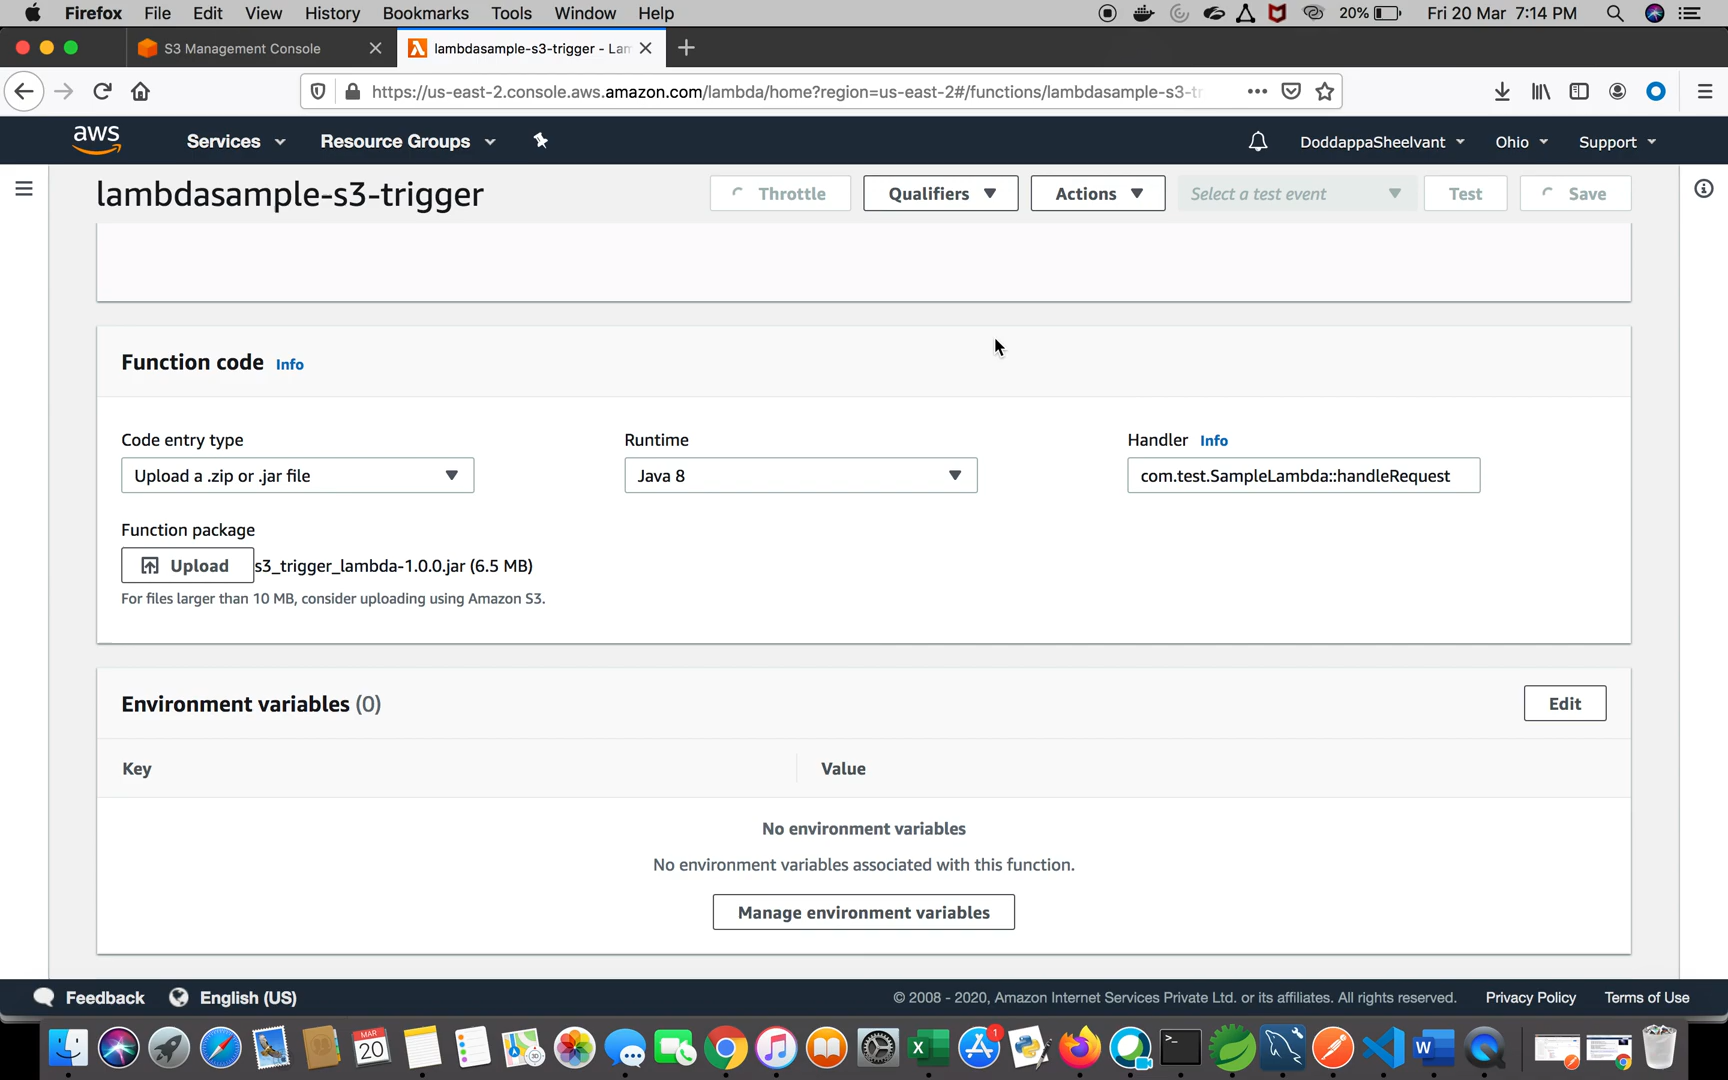 Firefox File Edit View History Bookmarks Tools Window Help 20% Fri 20 Mar 7:14 PM
S3 Management Console lambdasample-s3-trigger - Lam
https://us-east-2.console.aws.amazon.com/lambda/home?region=us-east-2#/functions/lambdasample-s3-tr
aws Services Resource Groups DoddappaSheelvant Ohio Support
lambdasample-s3-trigger Throttle Qualifiers Actions Select a test event Test Save
Function code Info
Code entry type Runtime Handler Info
Upload a .zip or .jar file Java 8 com.test.SampleLambda::handleRequest
Function package
Upload s3_trigger_lambda-1.0.0.jar (6.5 MB)
For files larger than 10 MB, consider uploading using Amazon S3.
Environment variables (0) Edit
Key Value
No environment variables
No environment variables associated with this function.
Manage environment variables
Feedback English (US) © 2008 - 2020, Amazon Internet Services Private Ltd. or its affiliates. All rights reserved. Privacy Policy Terms of Use
MAR
20
1